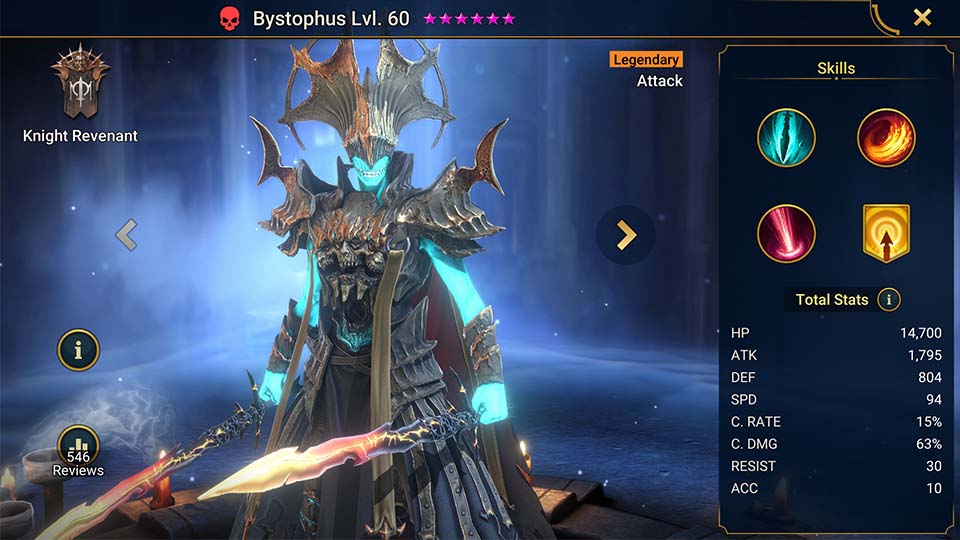 Bystophus Lvl. 60
Legendary
Attack
Knight Revenant
546
Reviews
Skills
Total Stats
HP 14,700
ATK 1,795
DEF 804
SPD 94
C. RATE 15%
C. DMG 63%
RESIST 30
ACC 10